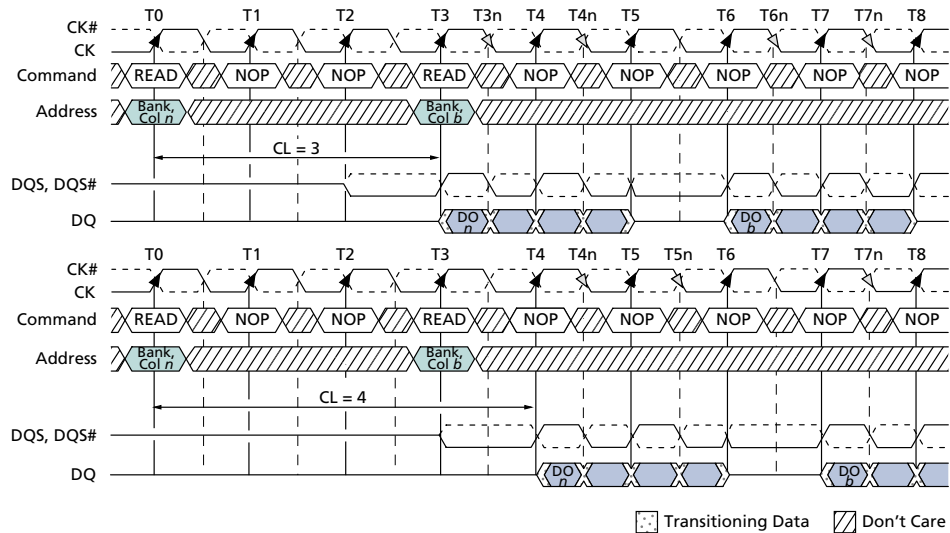 T0 T1 T2 T3 T3n T4 T4n T5 T6 T6n T7 T7n T8
CK#
CK
Command READ NOP NOP READ NOP NOP NOP NOP NOP
Address Bank, Col n Bank, Col b
CL = 3
DQS, DQS#
DQ DO n DO b
T0 T1 T2 T3 T4 T4n T5 T5n T6 T7 T7n T8
CK#
CK
Command READ NOP NOP READ NOP NOP NOP NOP NOP
Address Bank, Col n Bank, Col b
CL = 4
DQS, DQS#
DQ DO n DO b
Transitioning Data Don't Care